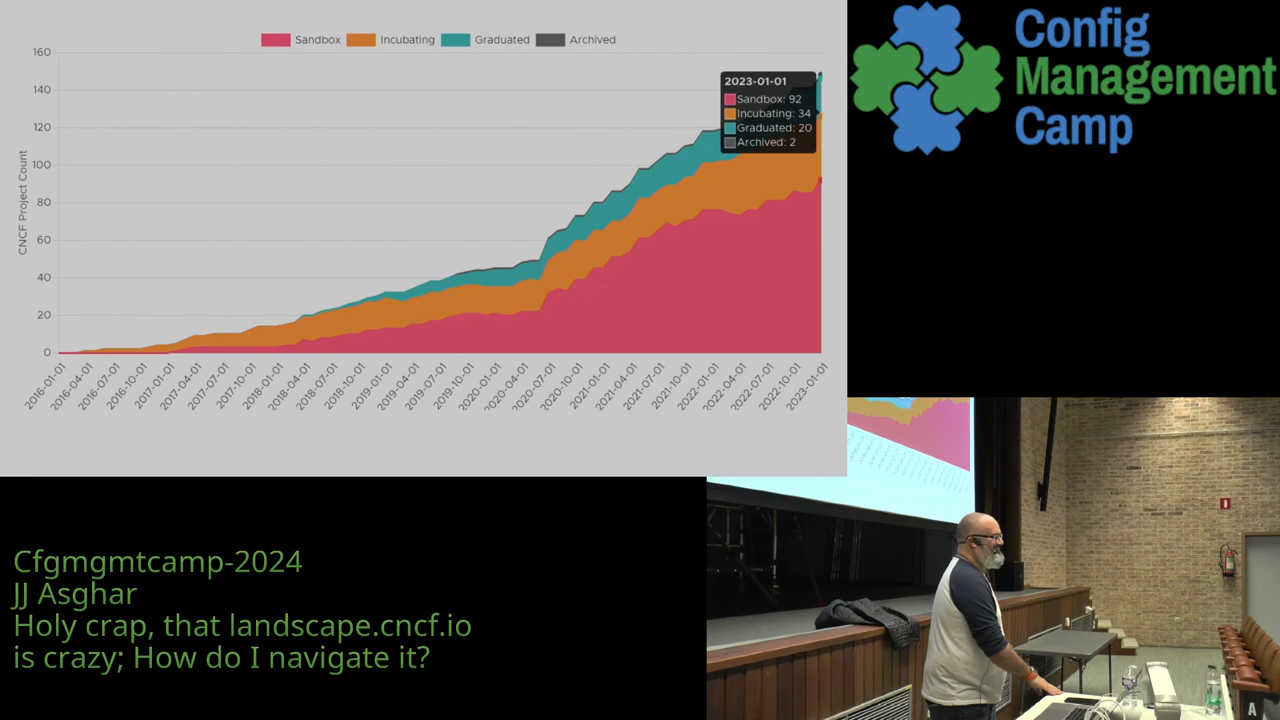 Sandbox Incubating Graduated Archived
160
140
120
100
80
60
40
20
0
CNCF Project Count
2023-01-01
Sandbox: 92
Incubating: 34
Graduated: 20
Archived: 2
2016-01-01 2016-04-01 2016-07-01 2016-10-01 2017-01-01 2017-04-01 2017-07-01 2017-10-01 2018-01-01 2018-04-01 2018-07-01 2018-10-01 2019-01-01 2019-04-01 2019-07-01 2019-10-01 2020-01-01 2020-04-01 2020-07-01 2020-10-01 2021-01-01 2021-04-01 2021-07-01 2021-10-01 2022-01-01 2022-04-01 2022-07-01 2022-10-01 2023-01-01
Config
Management
Camp
Cfgmgmtcamp-2024
JJ Asghar
Holy crap, that landscape.cncf.io
is crazy; How do I navigate it?
A